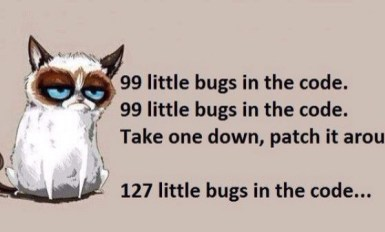 99 little bugs in the code.
99 little bugs in the code.
Take one down, patch it arou
127 little bugs in the code...